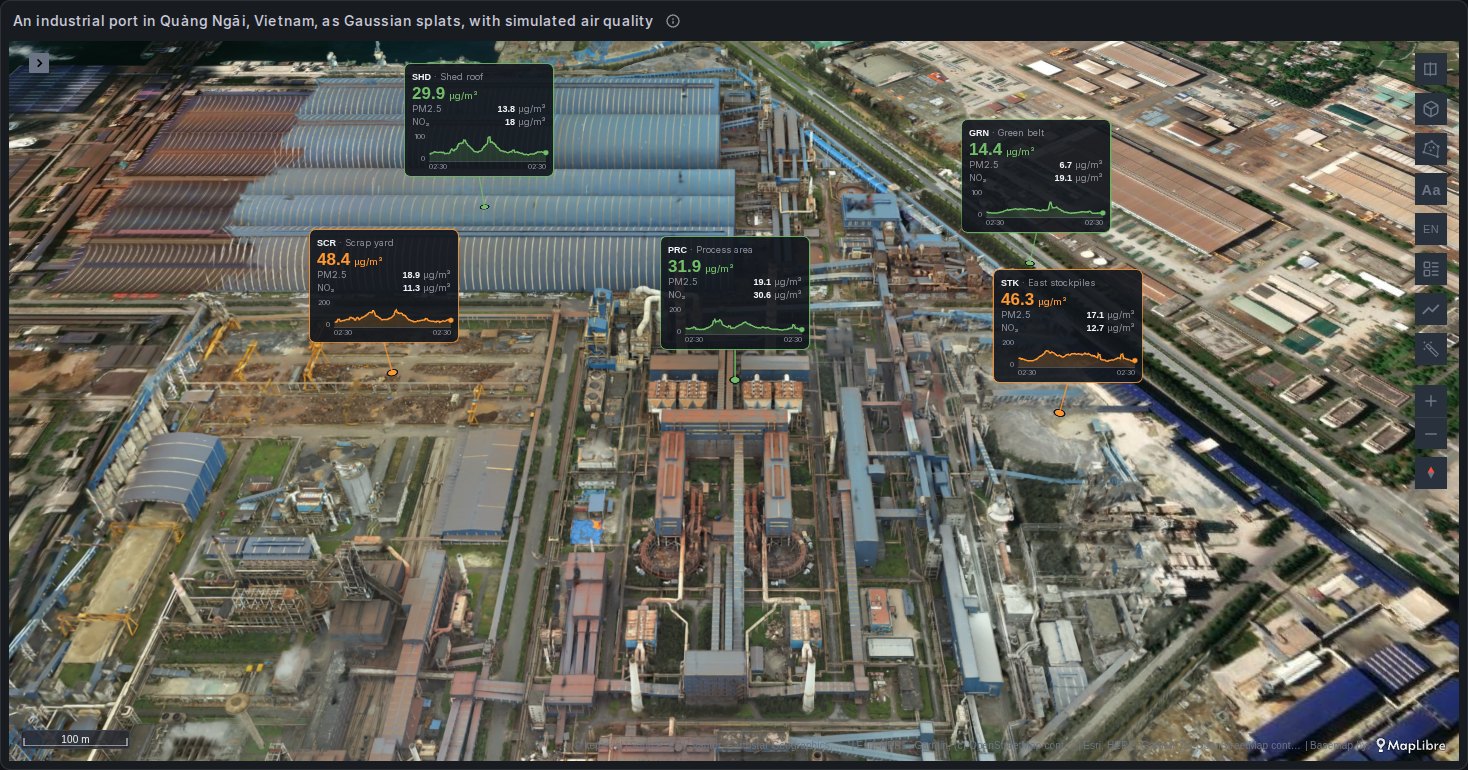 An industrial port in Quảng Ngãi, Vietnam, as Gaussian splats, with simulated air quality
SHD · Shed roof
29.9 µg/m³
PM2.5 13.8 µg/m³
NO₂ 18 µg/m³
100
0
02:30 02:30
GRN · Green belt
14.4 µg/m³
PM2.5 6.7 µg/m³
NO₂ 19.1 µg/m³
100
0
02:30 02:30
SCR · Scrap yard
48.4 µg/m³
PM2.5 18.9 µg/m³
NO₂ 11.3 µg/m³
200
0
02:30 02:30
PRC · Process area
31.9 µg/m³
PM2.5 19.1 µg/m³
NO₂ 30.6 µg/m³
200
0
02:30 02:30
STK · East stockpiles
46.3 µg/m³
PM2.5 17.1 µg/m³
NO₂ 12.7 µg/m³
200
0
02:30 02:30
Aa
EN
100 m
MapLibre